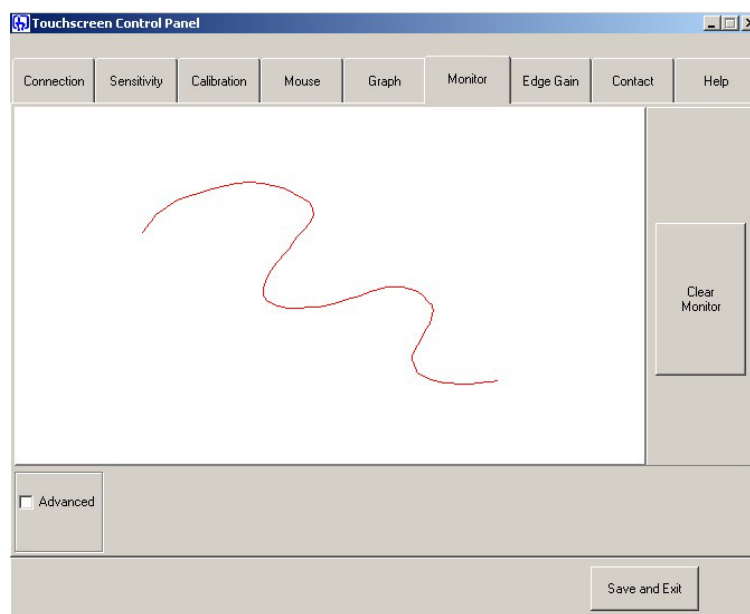 Touchscreen Control Panel
Connection Sensitivity Calibration Mouse Graph Monitor Edge Gain Contact Help
Clear
Monitor
Advanced
Save and Exit